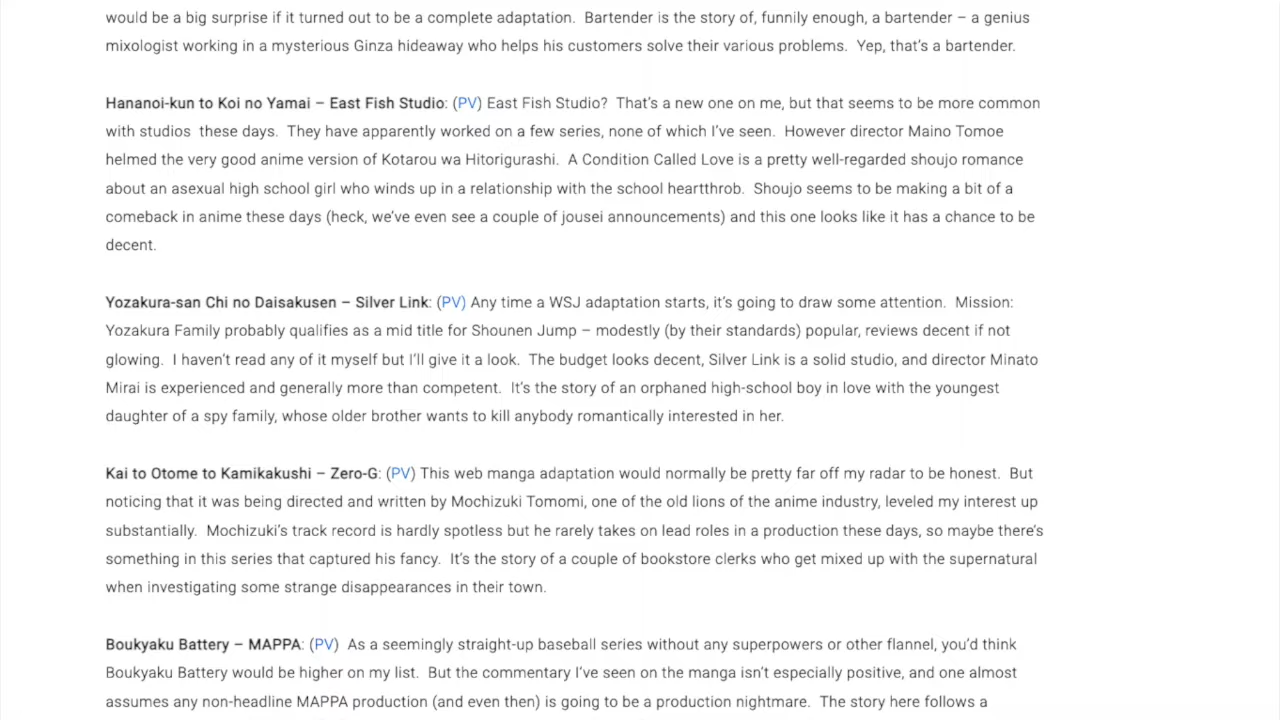 would be a big surprise if it turned out to be a complete adaptation.  Bartender is the story of, funnily enough, a bartender – a genius
mixologist working in a mysterious Ginza hideaway who helps his customers solve their various problems.  Yep, that's a bartender.
Hananoi-kun to Koi no Yamai – East Fish Studio: (PV) East Fish Studio?  That's a new one on me, but that seems to be more common
with studios  these days.  They have apparently worked on a few series, none of which I've seen.  However director Maino Tomoe
helmed the very good anime version of Kotarou wa Hitorigurashi.  A Condition Called Love is a pretty well-regarded shoujo romance
about an asexual high school girl who winds up in a relationship with the school heartthrob.  Shoujo seems to be making a bit of a
comeback in anime these days (heck, we've even see a couple of jousei announcements) and this one looks like it has a chance to be
decent.
Yozakura-san Chi no Daisakusen – Silver Link: (PV) Any time a WSJ adaptation starts, it's going to draw some attention.  Mission:
Yozakura Family probably qualifies as a mid title for Shounen Jump – modestly (by their standards) popular, reviews decent if not
glowing.  I haven't read any of it myself but I'll give it a look.  The budget looks decent, Silver Link is a solid studio, and director Minato
Mirai is experienced and generally more than competent.  It's the story of an orphaned high-school boy in love with the youngest
daughter of a spy family, whose older brother wants to kill anybody romantically interested in her.
Kai to Otome to Kamikakushi – Zero-G: (PV) This web manga adaptation would normally be pretty far off my radar to be honest.  But
noticing that it was being directed and written by Mochizuki Tomomi, one of the old lions of the anime industry, leveled my interest up
substantially.  Mochizuki's track record is hardly spotless but he rarely takes on lead roles in a production these days, so maybe there's
something in this series that captured his fancy.  It's the story of a couple of bookstore clerks who get mixed up with the supernatural
when investigating some strange disappearances in their town.
Boukyaku Battery – MAPPA: (PV)  As a seemingly straight-up baseball series without any superpowers or other flannel, you'd think
Boukyaku Battery would be higher on my list.  But the commentary I've seen on the manga isn't especially positive, and one almost
assumes any non-headline MAPPA production (and even then) is going to be a production nightmare.  The story here follows a